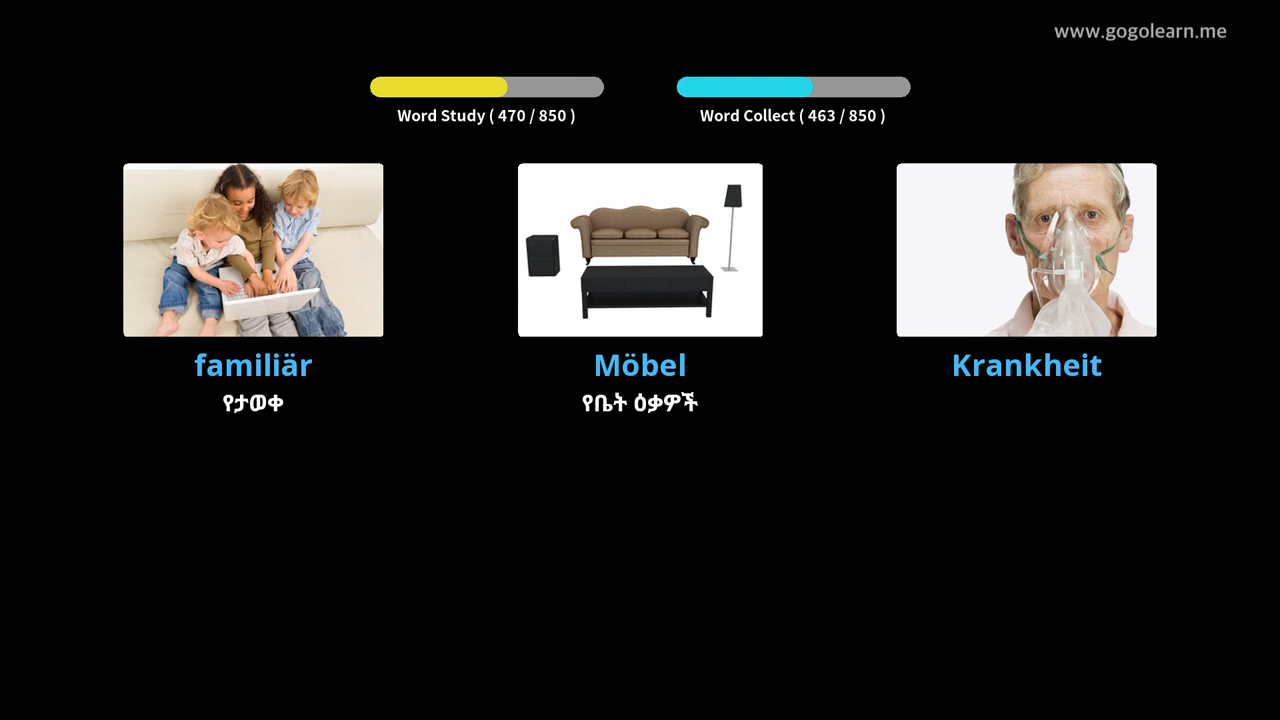 www.gogolearn.me
Word Study ( 470 / 850 )
Word Collect ( 463 / 850 )
familiär
Möbel
Krankheit
የታወቀ
የቤት ዕቃዎች